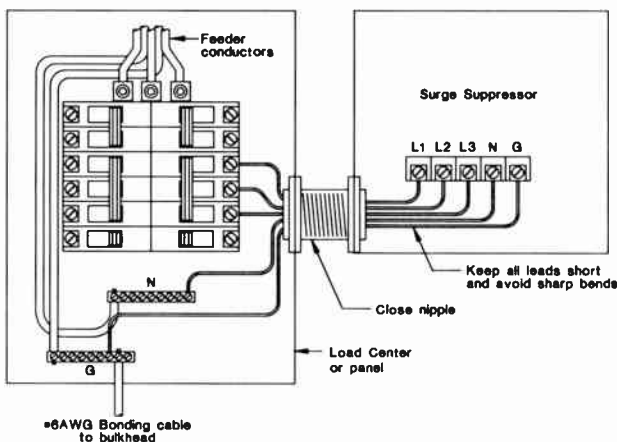 Feeder
conductors
Surge Suppressor
L1 L2 L3 N G
Keep all leads short
and avoid sharp bends
Close nipple
N
Load Center
or panel
G
#6AWG Bonding cable
to bulkhead